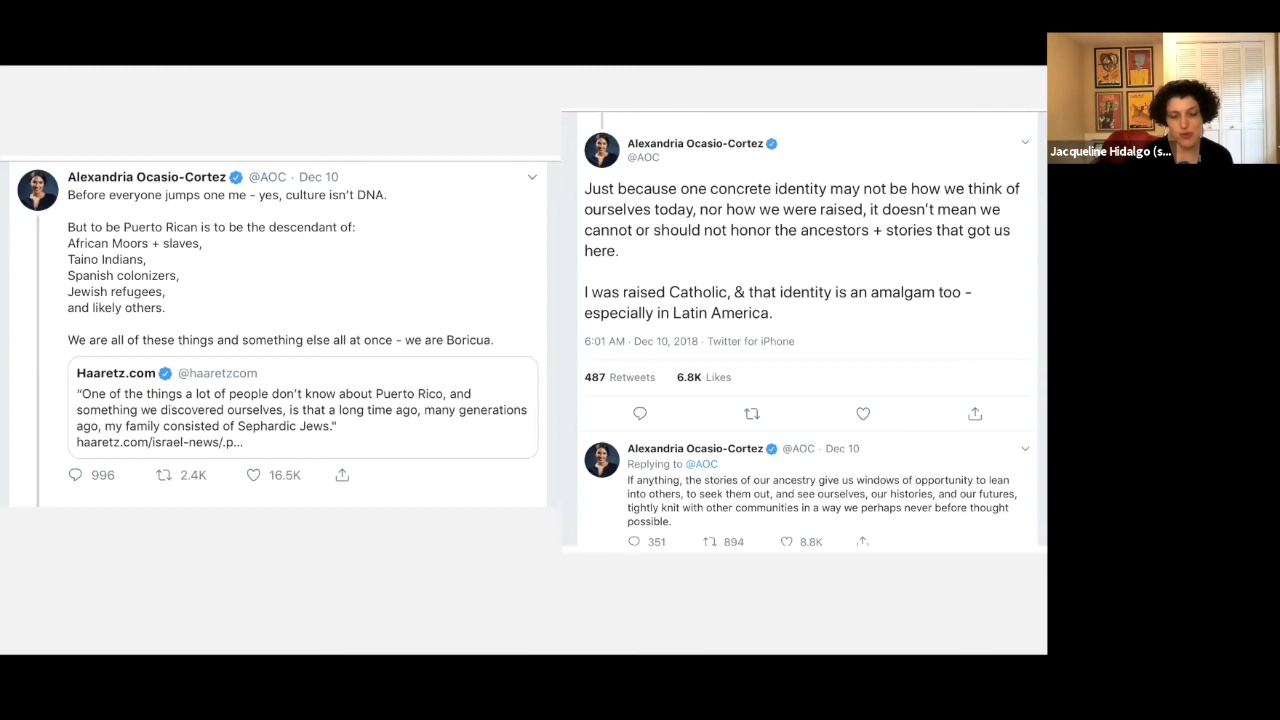 Alexandria Ocasio-Cortez @AOC · Dec 10
Before everyone jumps one me - yes, culture isn't DNA.
But to be Puerto Rican is to be the descendant of:
African Moors + slaves,
Taino Indians,
Spanish colonizers,
Jewish refugees,
and likely others.
We are all of these things and something else all at once - we are Boricua.
Haaretz.com @haaretzcom
“One of the things a lot of people don't know about Puerto Rico, and
something we discovered ourselves, is that a long time ago, many generations
ago, my family consisted of Sephardic Jews."
haaretz.com/israel-news/.p...
996 2.4K 16.5K
Alexandria Ocasio-Cortez
@AOC
Just because one concrete identity may not be how we think of
ourselves today, nor how we were raised, it doesn't mean we
cannot or should not honor the ancestors + stories that got us
here.
I was raised Catholic, & that identity is an amalgam too -
especially in Latin America.
6:01 AM · Dec 10, 2018 · Twitter for iPhone
487 Retweets 6.8K Likes
Alexandria Ocasio-Cortez @AOC · Dec 10
Replying to @AOC
If anything, the stories of our ancestry give us windows of opportunity to lean
into others, to seek them out, and see ourselves, our histories, and our futures,
tightly knit with other communities in a way we perhaps never before thought
possible.
351 894 8.8K
Jacqueline Hidalgo (s...